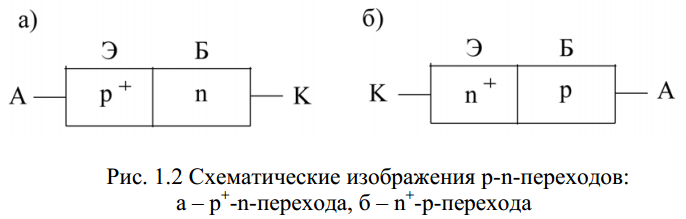 а) б)
Э Б Э Б
А p + n К К n + p А
Рис. 1.2 Схематические изображения p-n-переходов:
а – p+-n-перехода, б – n+-p-перехода